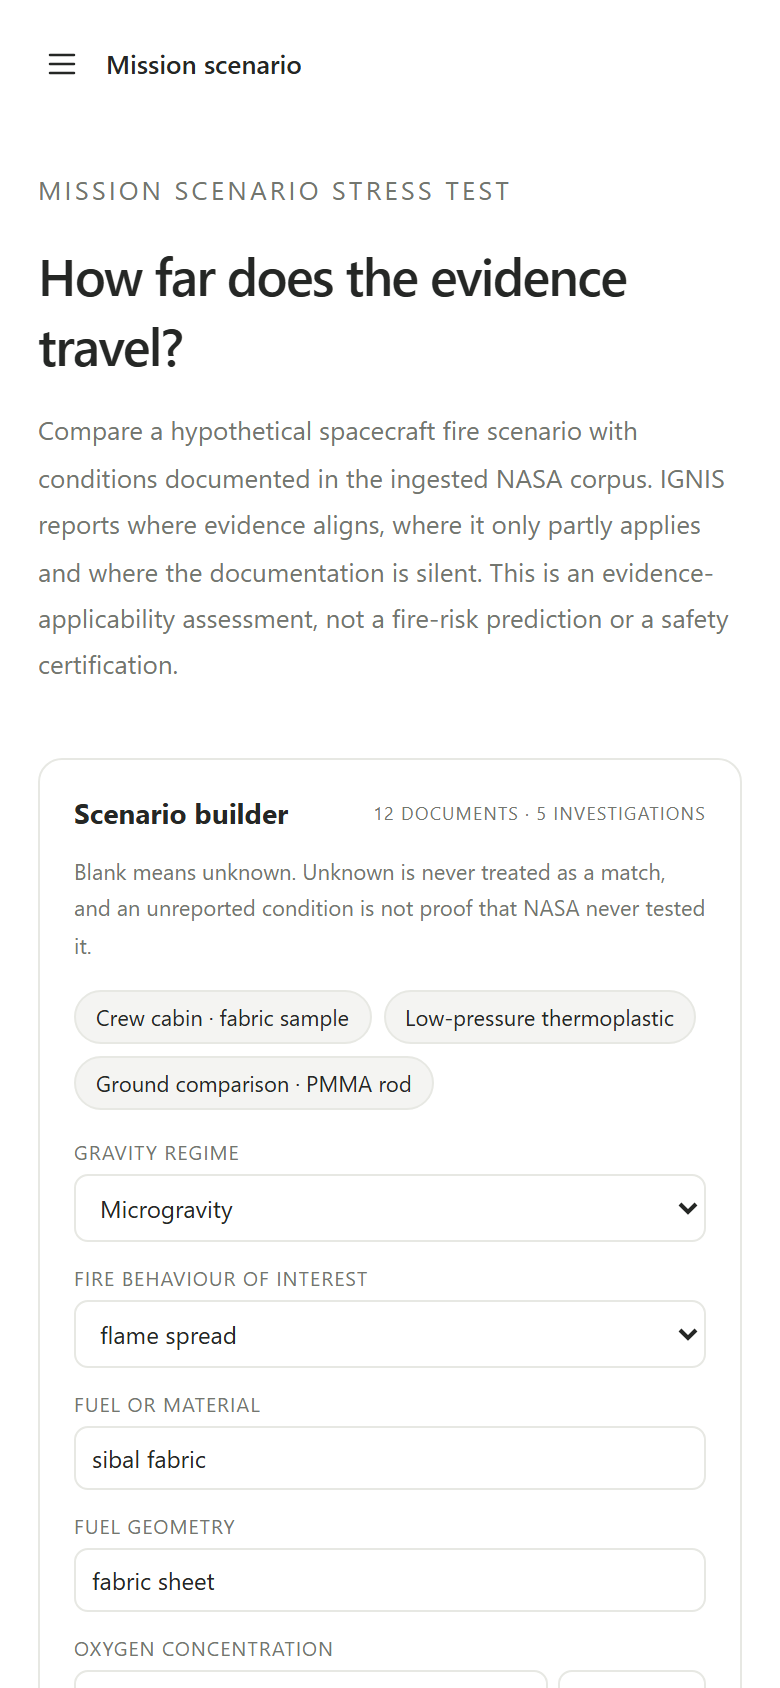 Mission scenario
MISSION SCENARIO STRESS TEST
How far does the evidence
travel?
Compare a hypothetical spacecraft fire scenario with
conditions documented in the ingested NASA corpus. IGNIS
reports where evidence aligns, where it only partly applies
and where the documentation is silent. This is an evidence-
applicability assessment, not a fire-risk prediction or a safety
certification.
Scenario builder
12 DOCUMENTS · 5 INVESTIGATIONS
Blank means unknown. Unknown is never treated as a match,
and an unreported condition is not proof that NASA never tested
it.
Crew cabin · fabric sample
Low-pressure thermoplastic
Ground comparison · PMMA rod
GRAVITY REGIME
Microgravity
FIRE BEHAVIOUR OF INTEREST
flame spread
FUEL OR MATERIAL
sibal fabric
FUEL GEOMETRY
fabric sheet
OXYGEN CONCENTRATION